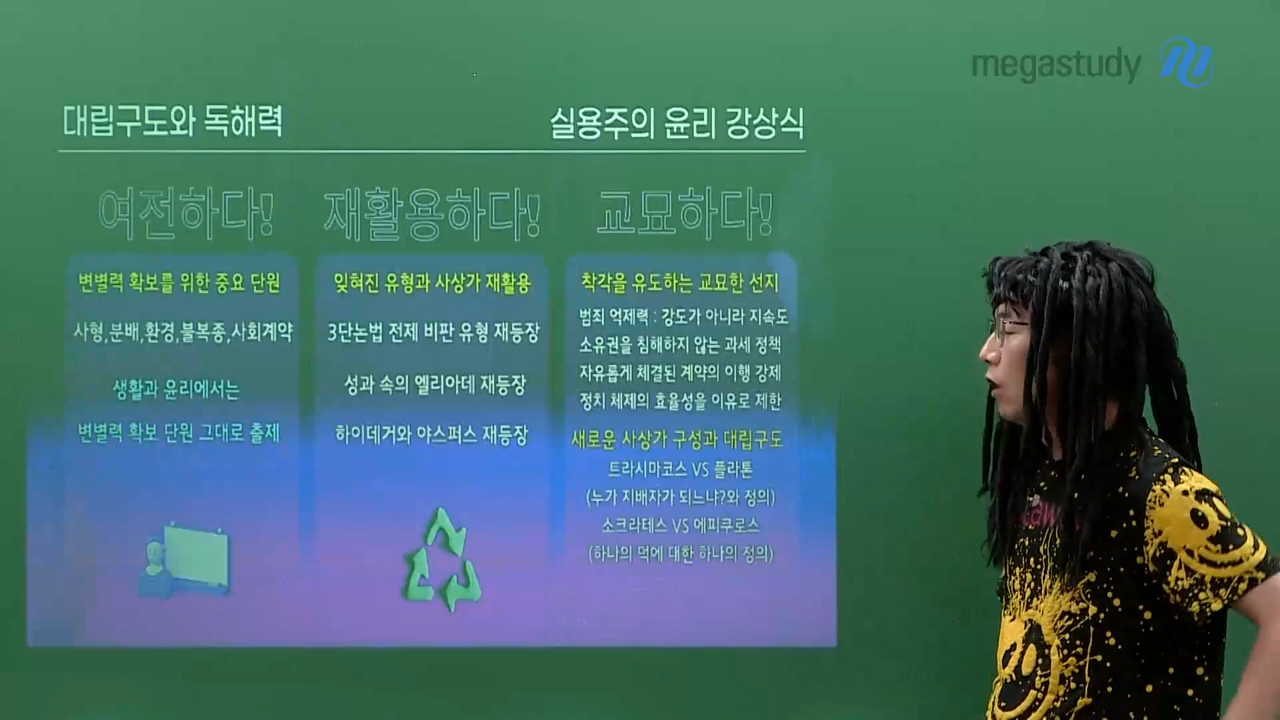 megastudy
대립구도와 독해력
실용주의 윤리 강상식
여전하다!
변별력 확보를 위한 중요 단원
사형,분배,환경,불복종,사회계약
생활과 윤리에서는
변별력 확보 단원 그대로 출제
재활용하다!
잊혀진 유형과 사상가 재활용
3단논법 전제 비판 유형 재등장
성과 속의 엘리아데 재등장
하이데거와 야스퍼스 재등장
교묘하다!
착각을 유도하는 교묘한 선지
범죄 억제력 : 강도가 아니라 지속도
소유권을 침해하지 않는 과세 정책
자유롭게 체결된 계약의 이행 강제
정치 체제의 효율성을 이유로 제한
새로운 사상가 구성과 대립구도
트라시마코스 VS 플라톤
(누가 지배자가 되느냐?와 정의)
소크라테스 VS 에피쿠로스
(하나의 덕에 대한 하나의 정의)